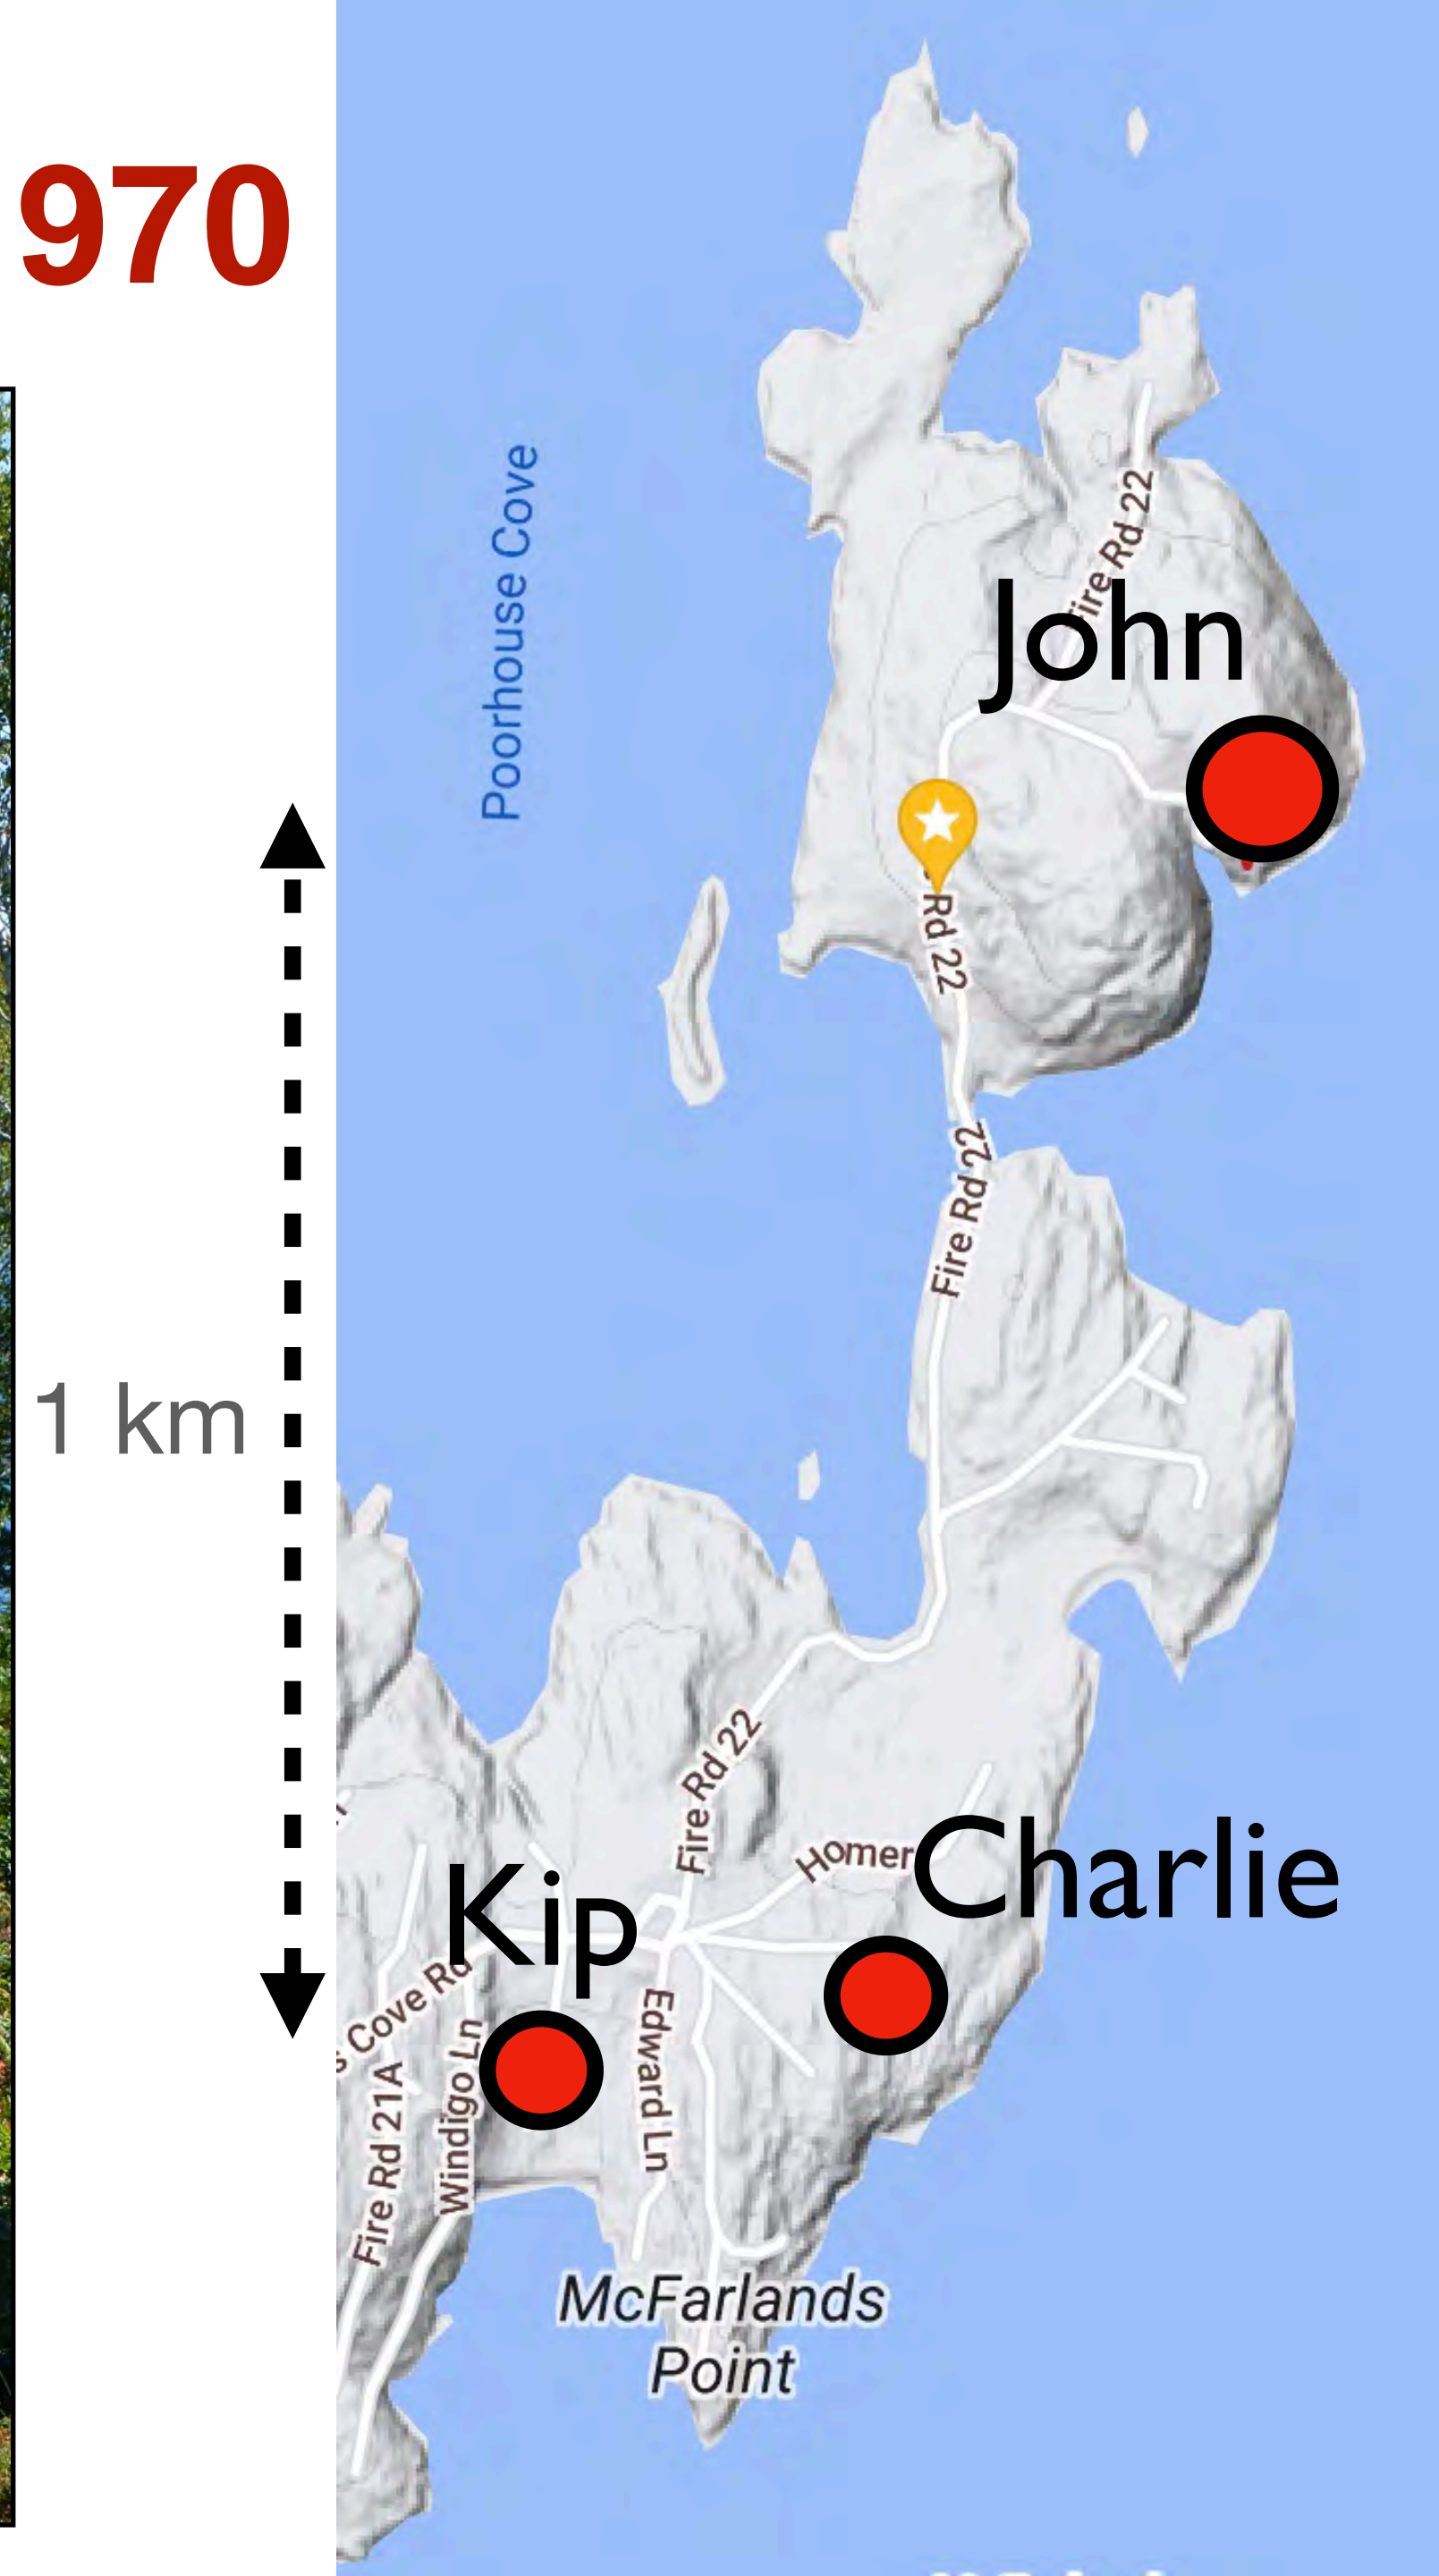 970
Poorhouse Cove
Fire Rd 22
John
Rd 22
Fire Rd 22
1 km
Fire Rd 22
Homer
Charlie
Kip
Cove Rd
Edward Ln
Windigo Ln
Fire Rd 21A
McFarlands
Point